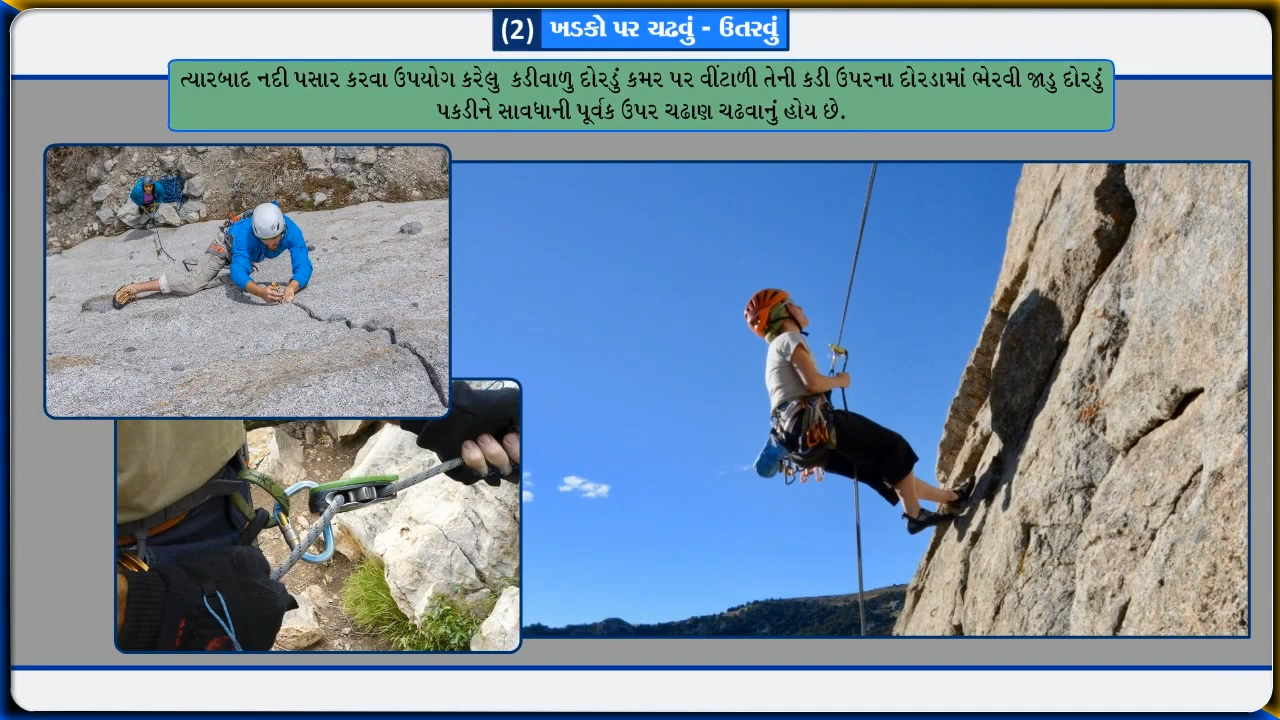 (2) ખડકો પર ચઢવું - ઉતરવું
ત્યારબાદ નદી પસાર કરવા ઉપયોગ કરેલુ કડીવાળુ દોરડું કમર પર વીંટાળી તેની કડી ઉપરના દોરડામાં ભેરવી જાડુ દોરડું
પકડીને સાવધાની પૂર્વક ઉપર ચઢાણ ચઢવાનું હોય છે.